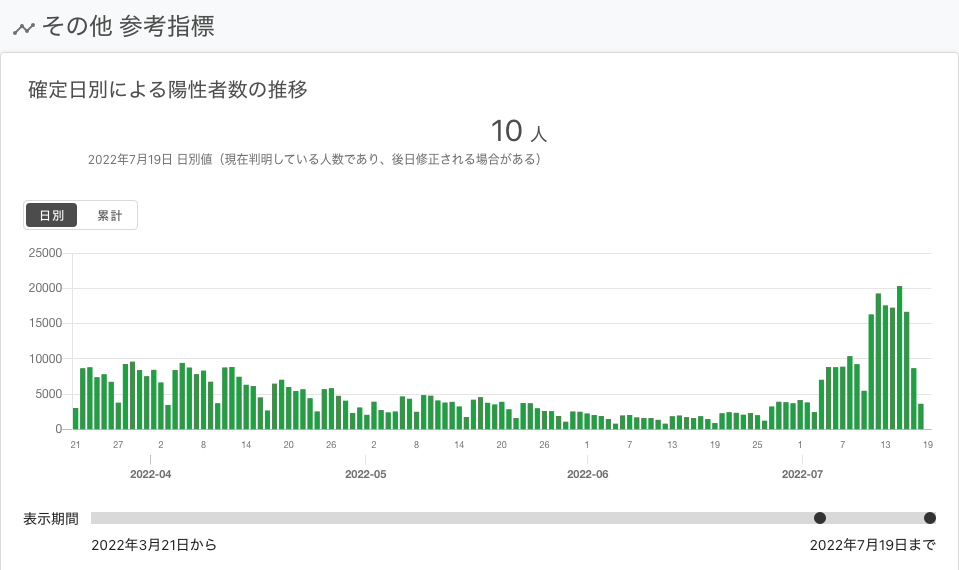 その他 参考指標
確定日別による陽性者数の推移
10 人
2022年7月19日 日別値（現在判明している人数であり、後日修正される場合がある）
日別 累計
25000
20000
15000
10000
5000
0
21 27 2 8 14 20 26 2 8 14 20 26 1 7 13 19 25 1 7 13 19
2022-04 2022-05 2022-06 2022-07
表示期間
2022年3月21日から 2022年7月19日まで